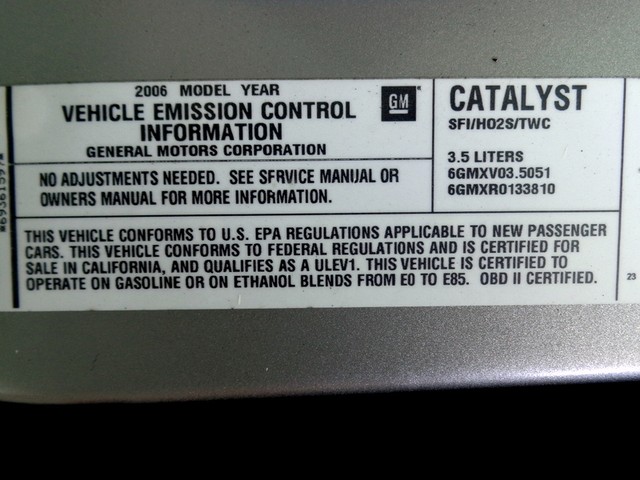 2006 MODEL YEAR
VEHICLE EMISSION CONTROL
INFORMATION
GENERAL MOTORS CORPORATION
GM
CATALYST
SFI/HO2S/TWC
3.5 LITERS
6GMXV03.5051
6GMXR0133810
NO ADJUSTMENTS NEEDED. SEE SERVICE MANUAL OR
OWNERS MANUAL FOR MORE INFORMATION.
THIS VEHICLE CONFORMS TO U.S. EPA REGULATIONS APPLICABLE TO NEW PASSENGER
CARS. THIS VEHICLE CONFORMS TO FEDERAL REGULATIONS AND IS CERTIFIED FOR
SALE IN CALIFORNIA, AND QUALIFIES AS A ULEV1. THIS VEHICLE IS CERTIFIED TO
OPERATE ON GASOLINE OR ON ETHANOL BLENDS FROM E0 TO E85. OBD II CERTIFIED.
23